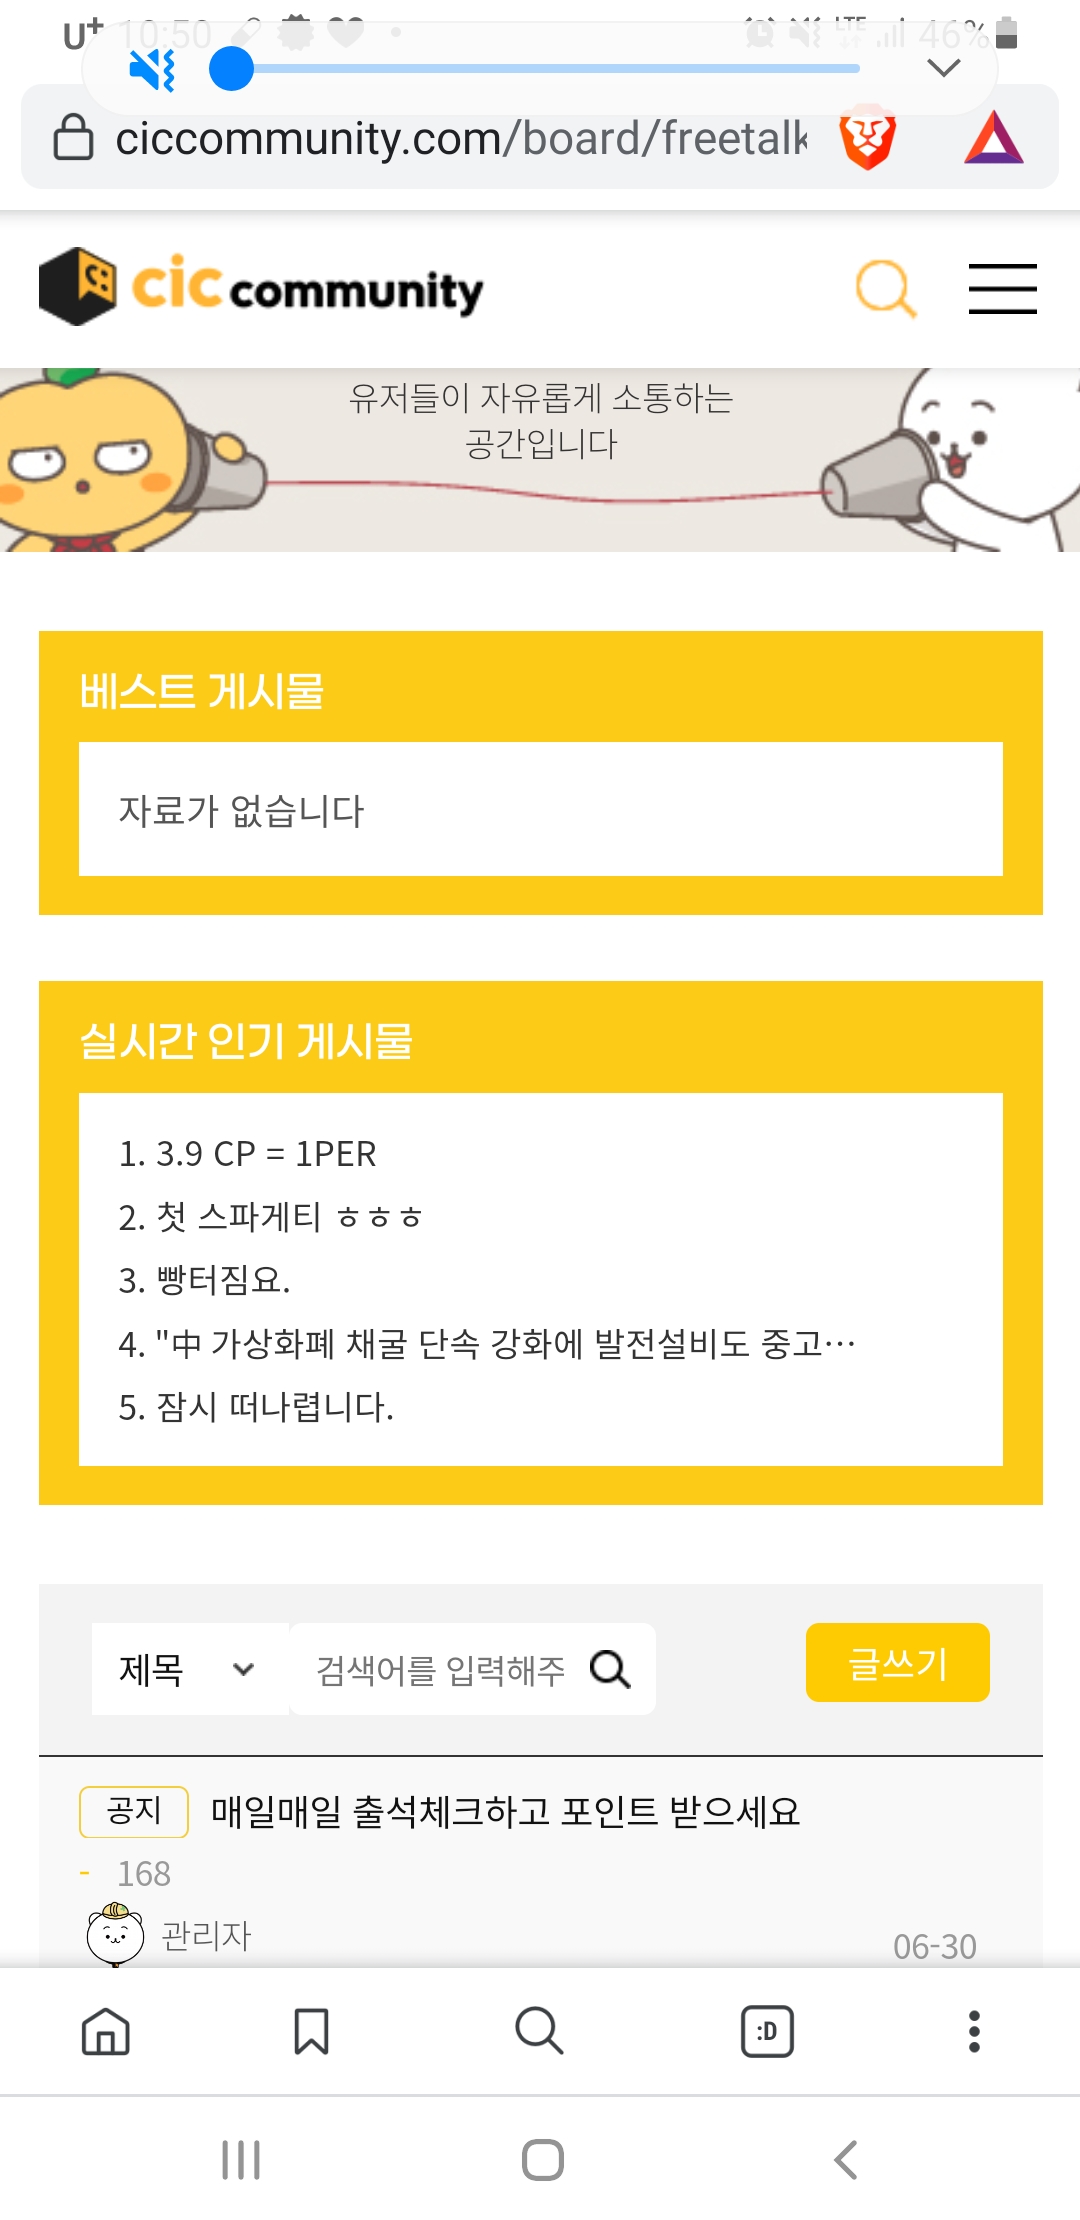 U+ 10:50 LTE 46%
ciccommunity.com/board/freetalk
cic community
유저들이 자유롭게 소통하는
공간입니다
베스트 게시물
자료가 없습니다
실시간 인기 게시물
1. 3.9 CP = 1PER
2. 첫 스파게티 ㅎㅎㅎ
3. 빵터짐요.
4. "中 가상화폐 채굴 단속 강화에 발전설비도 중고…
5. 잠시 떠나렵니다.
제목 검색어를 입력해주 글쓰기
공지 매일매일 출석체크하고 포인트 받으세요
- 168
관리자 06-30
:D